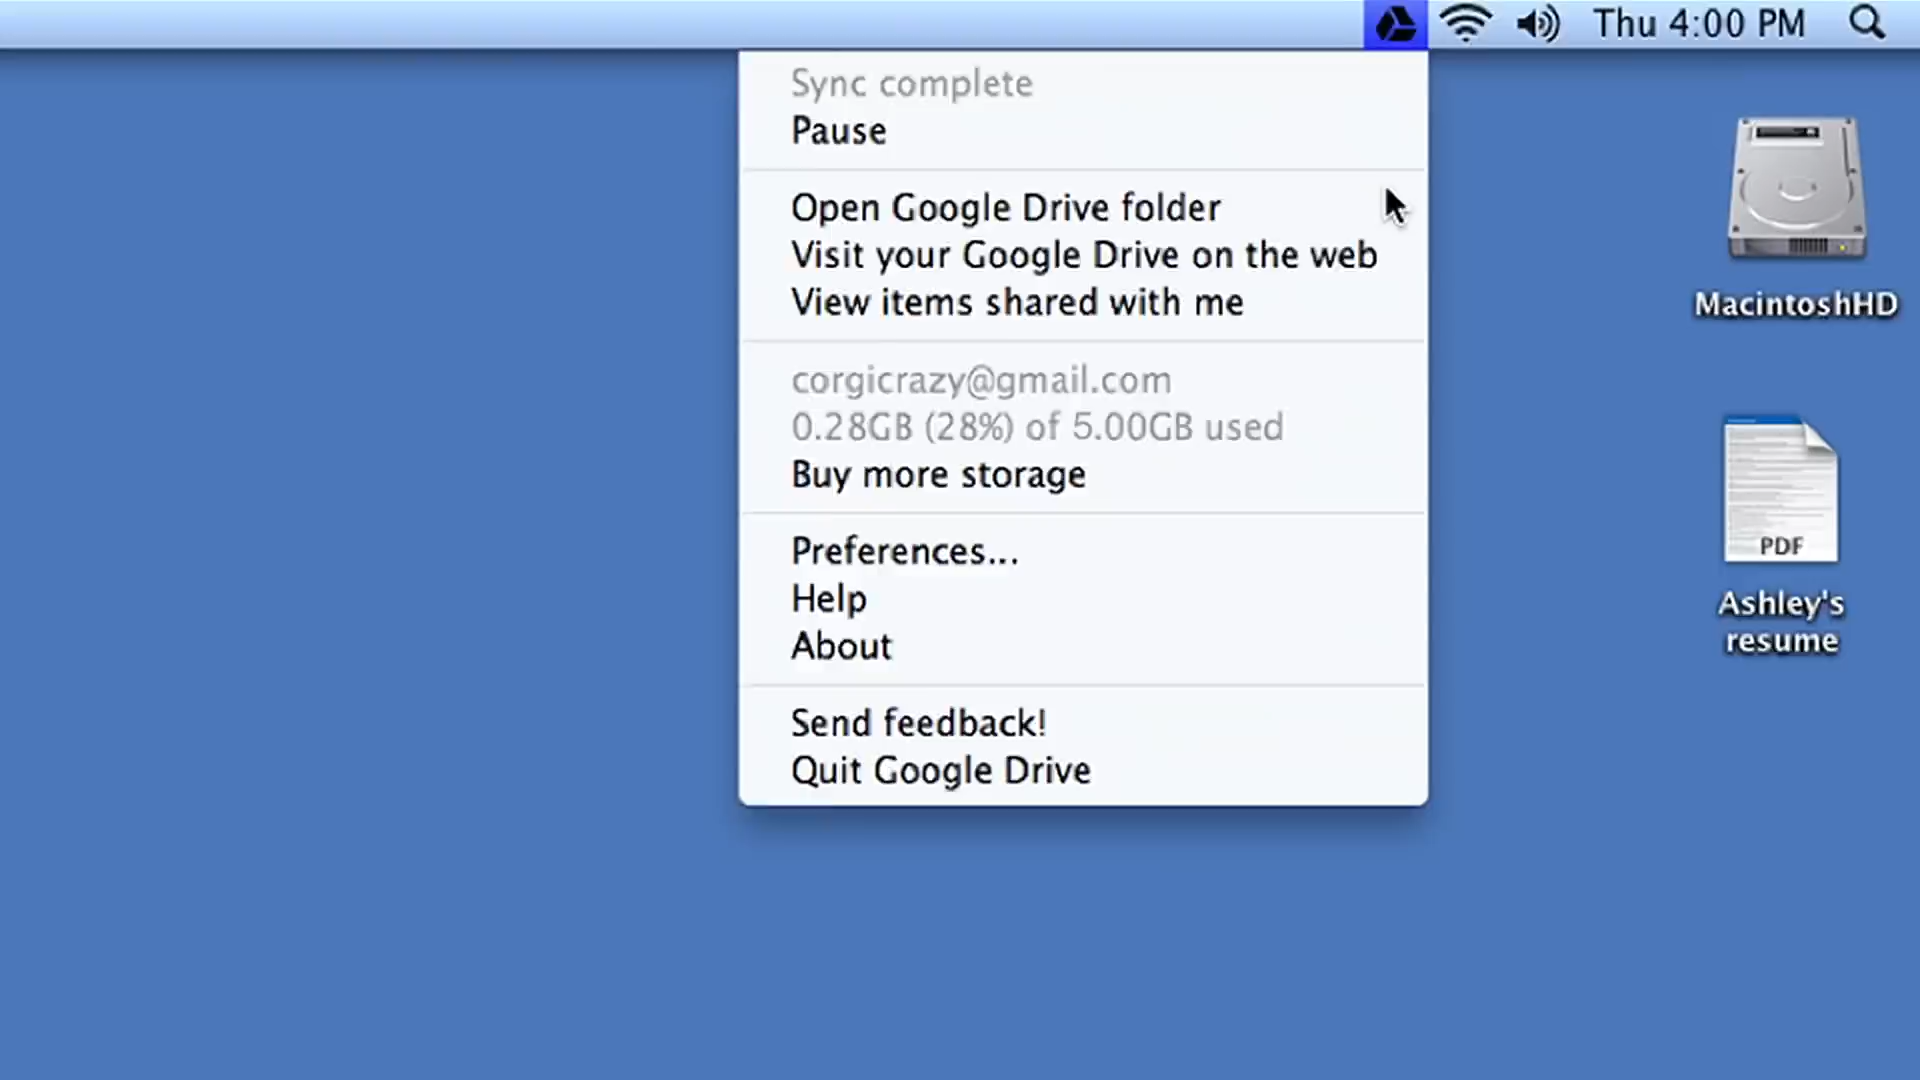 Thu 4:00 PM
Sync complete
Pause
Open Google Drive folder
Visit your Google Drive on the web
View items shared with me
corgicrazy@gmail.com
0.28GB (28%) of 5.00GB used
Buy more storage
Preferences...
Help
About
Send feedback!
Quit Google Drive
MacintoshHD
PDF
Ashley's
resume